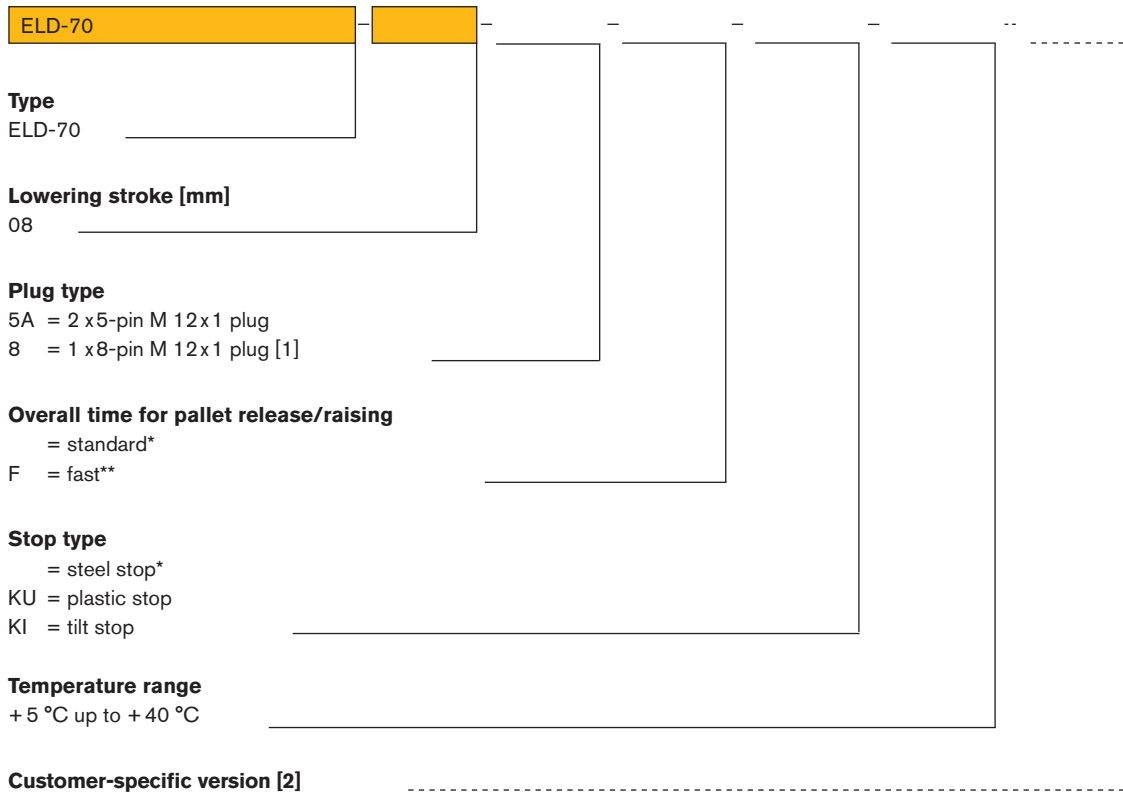 ELD-70 – – – – – --
Type
ELD-70
Lowering stroke [mm]
08
Plug type
5A = 2 x 5-pin M 12 x 1 plug
8 = 1 x 8-pin M 12 x 1 plug [1]
Overall time for pallet release/raising
= standard*
F = fast**
Stop type
= steel stop*
KU = plastic stop
KI = tilt stop
Temperature range
+ 5 °C up to + 40 °C
Customer-specific version [2]